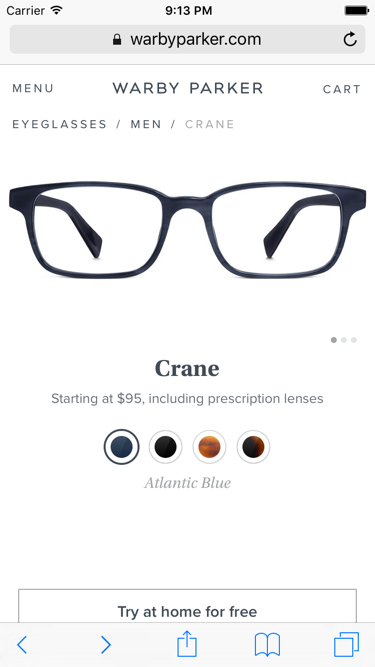 Carrier 9:13 PM
warbyparker.com
MENU WARBY PARKER CART
EYEGLASSES / MEN / CRANE
Crane
Starting at $95, including prescription lenses
Atlantic Blue
Try at home for free